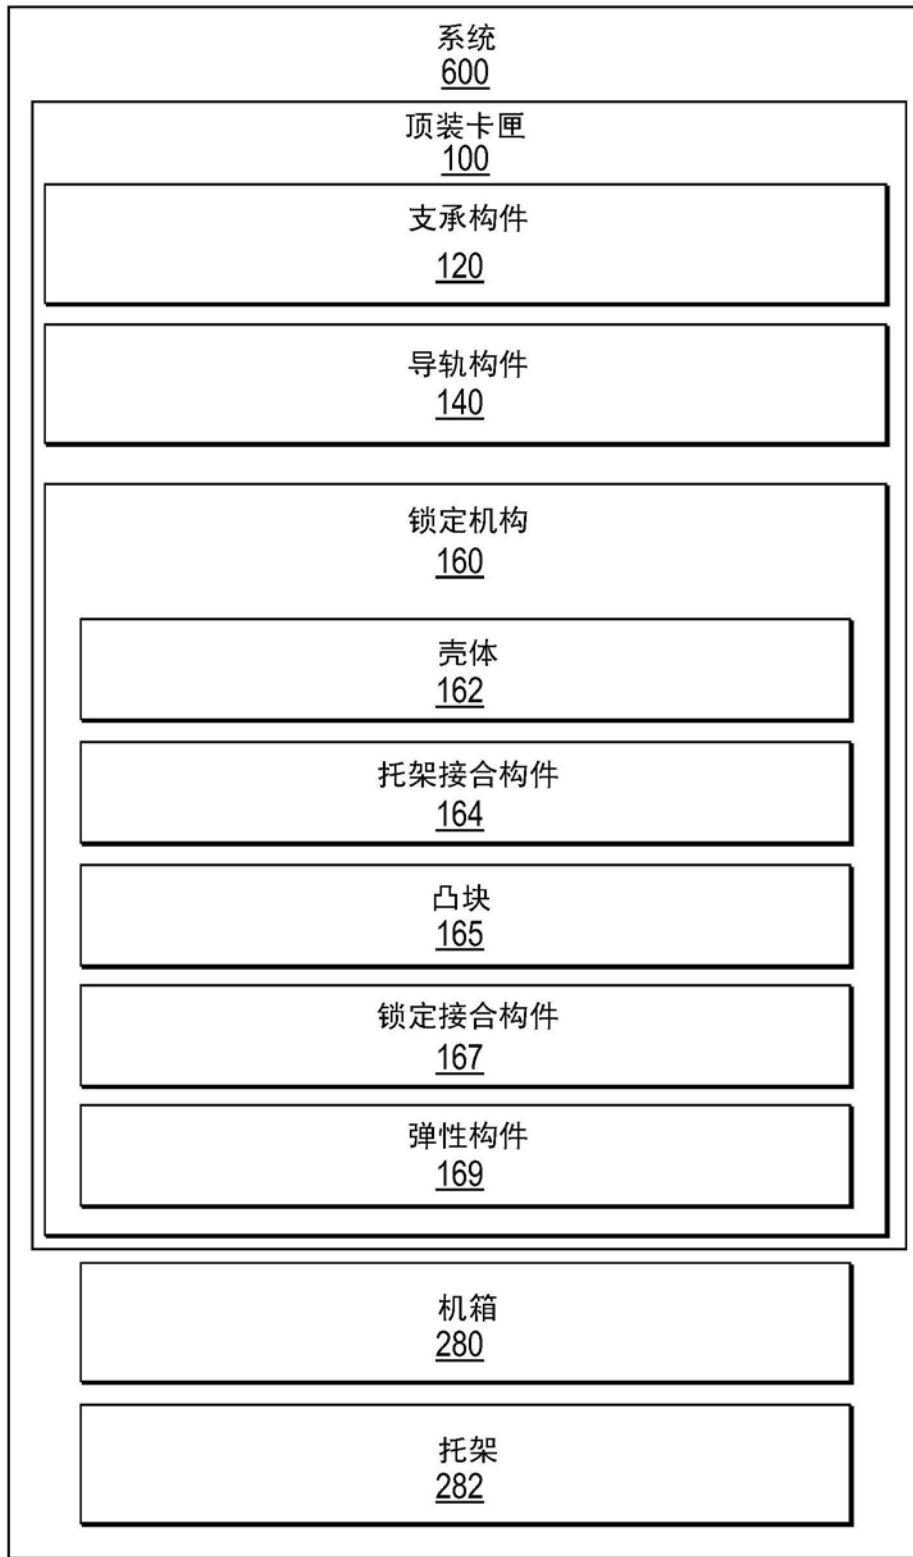 系统
600
顶装卡匣
100
支承构件
120
导轨构件
140
锁定机构
160
壳体
162
托架接合构件
164
凸块
165
锁定接合构件
167
弹性构件
169
机箱
280
托架
282